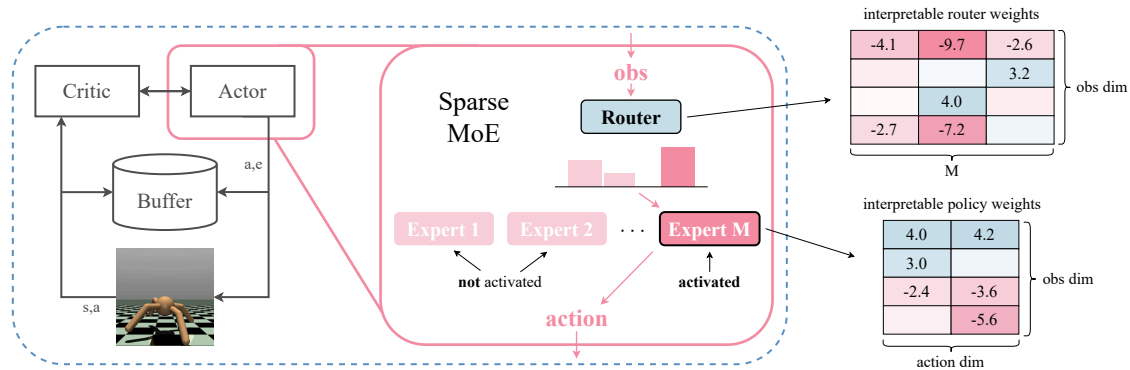 Critic
Actor
a,e
Buffer
s,a
Sparse
MoE
obs
Router
Expert 1
Expert 2
. . .
Expert M
not activated
activated
action
interpretable router weights
-4.1 -9.7 -2.6
3.2
4.0
-2.7 -7.2
obs dim
M
interpretable policy weights
4.0 4.2
3.0
-2.4 -3.6
-5.6
obs dim
action dim